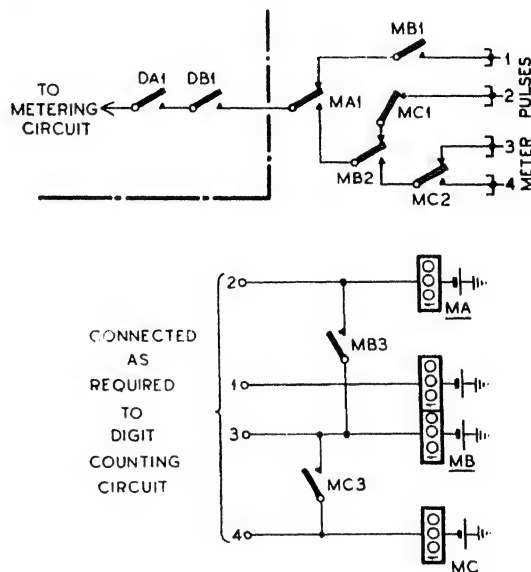 MB1
1
DA1 DB1
TO
METERING
CIRCUIT
MA1
MC1
2
3
MB2
MC2
4
METER PULSES
2
MA
MB3
CONNECTED
AS
REQUIRED
TO
DIGIT
COUNTING
CIRCUIT
1
3
MB
MC3
4
MC